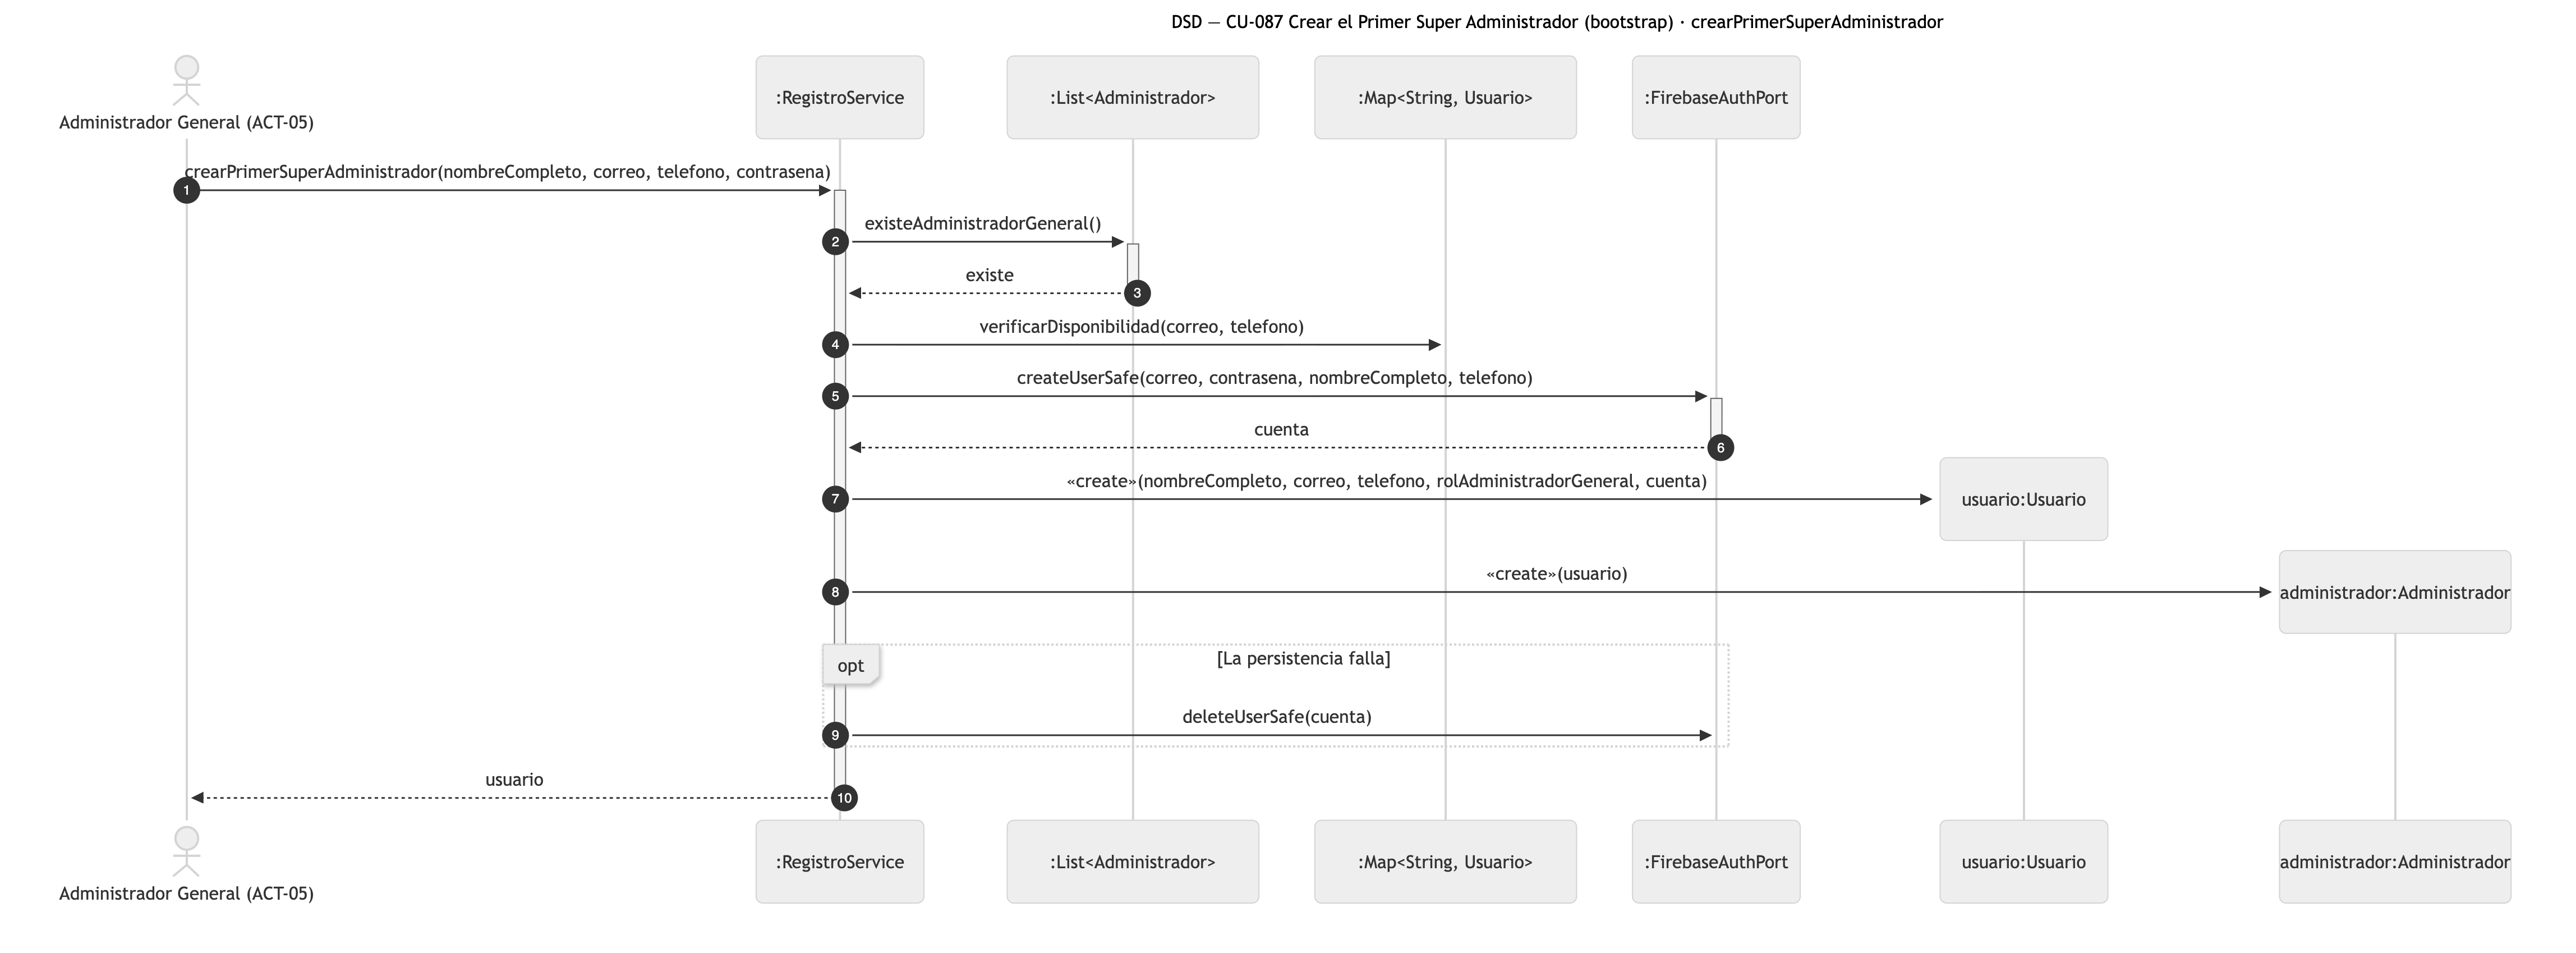 DSD — CU-087 Crear el Primer Super Administrador (bootstrap) · crearPrimerSuperAdministrador
Administrador General (ACT-05)
:RegistroService
:List<Administrador>
:Map<String, Usuario>
:FirebaseAuthPort
crearPrimerSuperAdministrador(nombreCompleto, correo, telefono, contrasena)
1
existeAdministradorGeneral()
2
existe
3
verificarDisponibilidad(correo, telefono)
4
createUserSafe(correo, contrasena, nombreCompleto, telefono)
5
cuenta
6
«create»(nombreCompleto, correo, telefono, rolAdministradorGeneral, cuenta)
7
usuario:Usuario
«create»(usuario)
8
administrador:Administrador
opt
[La persistencia falla]
deleteUserSafe(cuenta)
9
usuario
10
Administrador General (ACT-05)
:RegistroService
:List<Administrador>
:Map<String, Usuario>
:FirebaseAuthPort
usuario:Usuario
administrador:Administrador